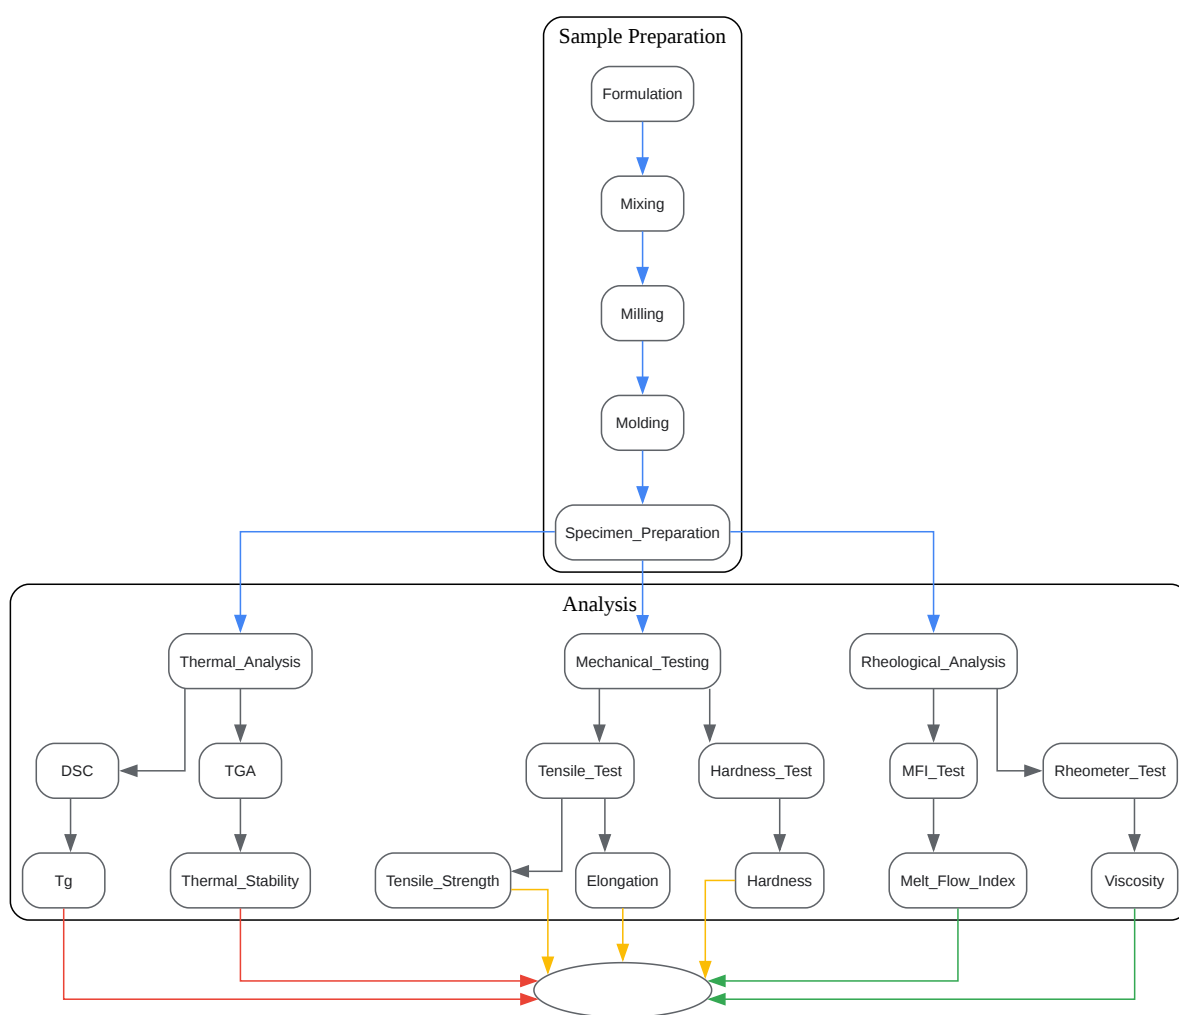 Sample Preparation
Formulation
Mixing
Milling
Molding
Specimen_Preparation
Analysis
Thermal_Analysis
Mechanical_Testing
Rheological_Analysis
DSC
TGA
Tensile_Test
Hardness_Test
MFI_Test
Rheometer_Test
Tg
Thermal_Stability
Tensile_Strength
Elongation
Hardness
Melt_Flow_Index
Viscosity